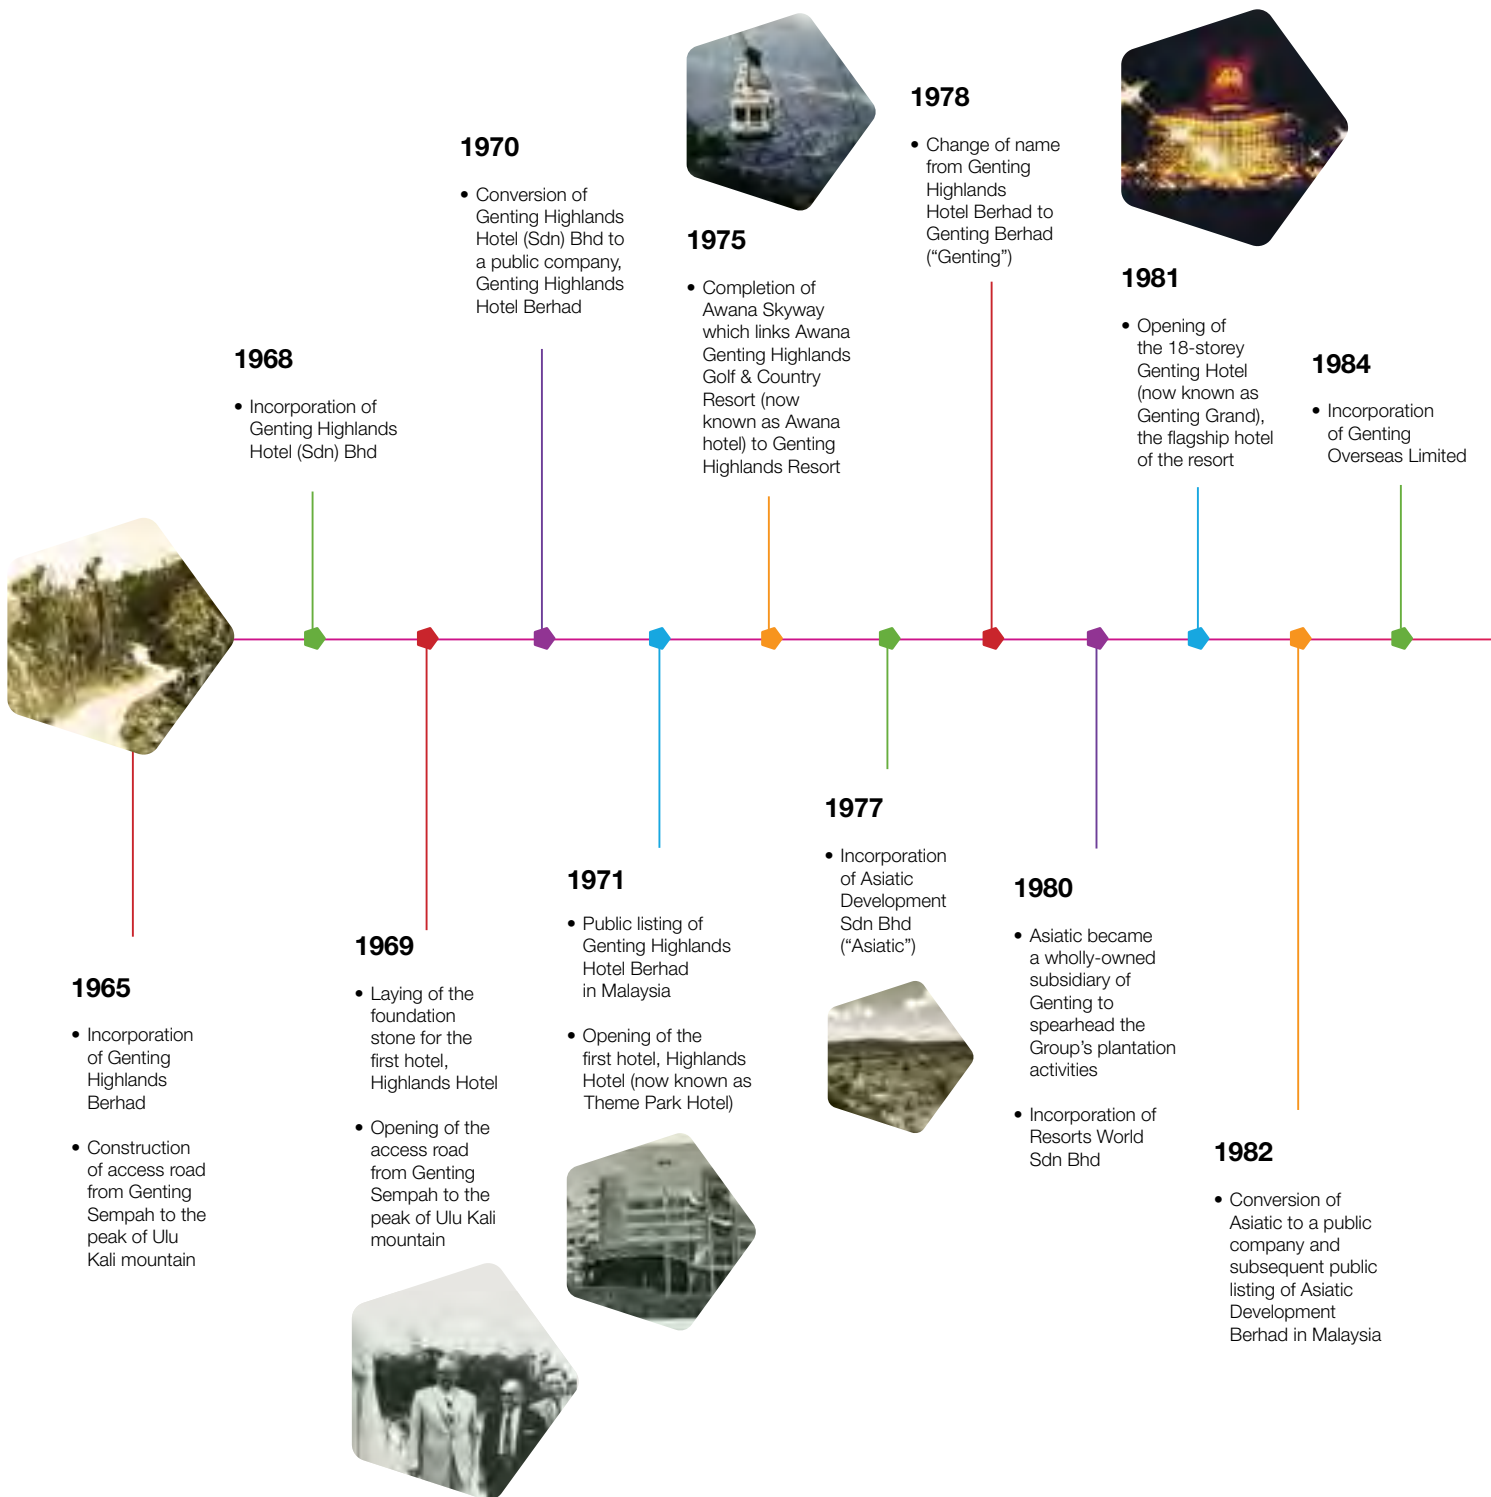 1965
• Incorporation
of Genting
Highlands
Berhad
• Construction
of access road
from Genting
Sempah to the
peak of Ulu
Kali mountain
1968
• Incorporation of
Genting Highlands
Hotel (Sdn) Bhd
1969
• Laying of the
foundation
stone for the
first hotel,
Highlands Hotel
• Opening of the
access road
from Genting
Sempah to the
peak of Ulu Kali
mountain
1970
• Conversion of
Genting Highlands
Hotel (Sdn) Bhd to
a public company,
Genting Highlands
Hotel Berhad
1971
• Public listing of
Genting Highlands
Hotel Berhad
in Malaysia
• Opening of the
first hotel, Highlands
Hotel (now known as
Theme Park Hotel)
1975
• Completion of
Awana Skyway
which links Awana
Genting Highlands
Golf & Country
Resort (now
known as Awana
hotel) to Genting
Highlands Resort
1977
• Incorporation
of Asiatic
Development
Sdn Bhd
(“Asiatic”)
1978
• Change of name
from Genting
Highlands
Hotel Berhad to
Genting Berhad
(“Genting”)
1980
• Asiatic became
a wholly-owned
subsidiary of
Genting to
spearhead the
Group’s plantation
activities
• Incorporation of
Resorts World
Sdn Bhd
1981
• Opening of
the 18-storey
Genting Hotel
(now known as
Genting Grand),
the flagship hotel
of the resort
1982
• Conversion of
Asiatic to a public
company and
subsequent public
listing of Asiatic
Development
Berhad in Malaysia
1984
• Incorporation
of Genting
Overseas Limited